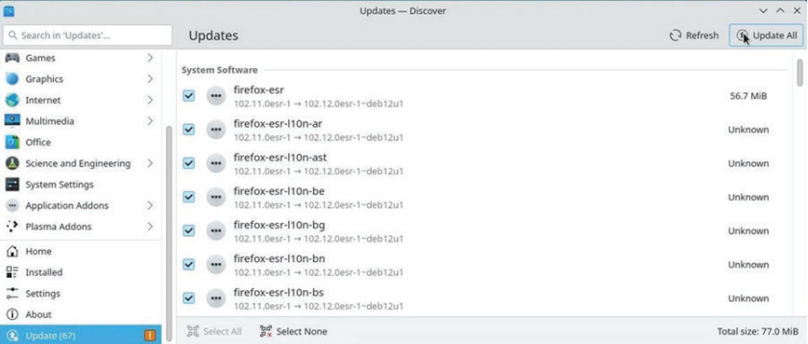 Updates — Discover
Search in 'Updates'...
Updates
Refresh
Update All
Games
Graphics
Internet
Multimedia
Office
Science and Engineering
System Settings
Application Addons
Plasma Addons
Home
Installed
Settings
About
Update (67)
System Software
firefox-esr
102.11.0esr-1 → 102.12.0esr-1~deb12u1
56.7 MiB
firefox-esr-l10n-ar
102.11.0esr-1 → 102.12.0esr-1~deb12u1
Unknown
firefox-esr-l10n-ast
102.11.0esr-1 → 102.12.0esr-1~deb12u1
Unknown
firefox-esr-l10n-be
102.11.0esr-1 → 102.12.0esr-1~deb12u1
Unknown
firefox-esr-l10n-bg
102.11.0esr-1 → 102.12.0esr-1~deb12u1
Unknown
firefox-esr-l10n-bn
102.11.0esr-1 → 102.12.0esr-1~deb12u1
Unknown
firefox-esr-l10n-bs
102.11.0esr-1 → 102.12.0esr-1~deb12u1
Unknown
Select All
Select None
Total size: 77.0 MiB